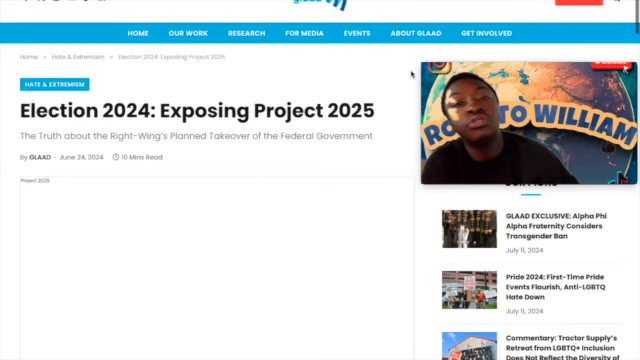 glaad
HOME
OUR WORK
RESEARCH
FOR MEDIA
EVENTS
ABOUT GLAAD
GET INVOLVED
Home » Hate & Extremism » Election 2024: Exposing Project 2025
HATE & EXTREMISM
Election 2024: Exposing Project 2025
The Truth about the Right-Wing's Planned Takeover of the Federal Government
By GLAAD - June 24, 2024 10 Mins Read
Project 2025
TO WILLIAM
OUR PICKS
GLAAD EXCLUSIVE: Alpha Phi
Alpha Fraternity Considers
Transgender Ban
July 11, 2024
Pride 2024: First-Time Pride
Events Flourish, Anti-LGBTQ
Hate Down
July 11, 2024
Commentary: Tractor Supply's
Retreat from LGBTQ+ Inclusion
Does Not Reflect the Diversity of